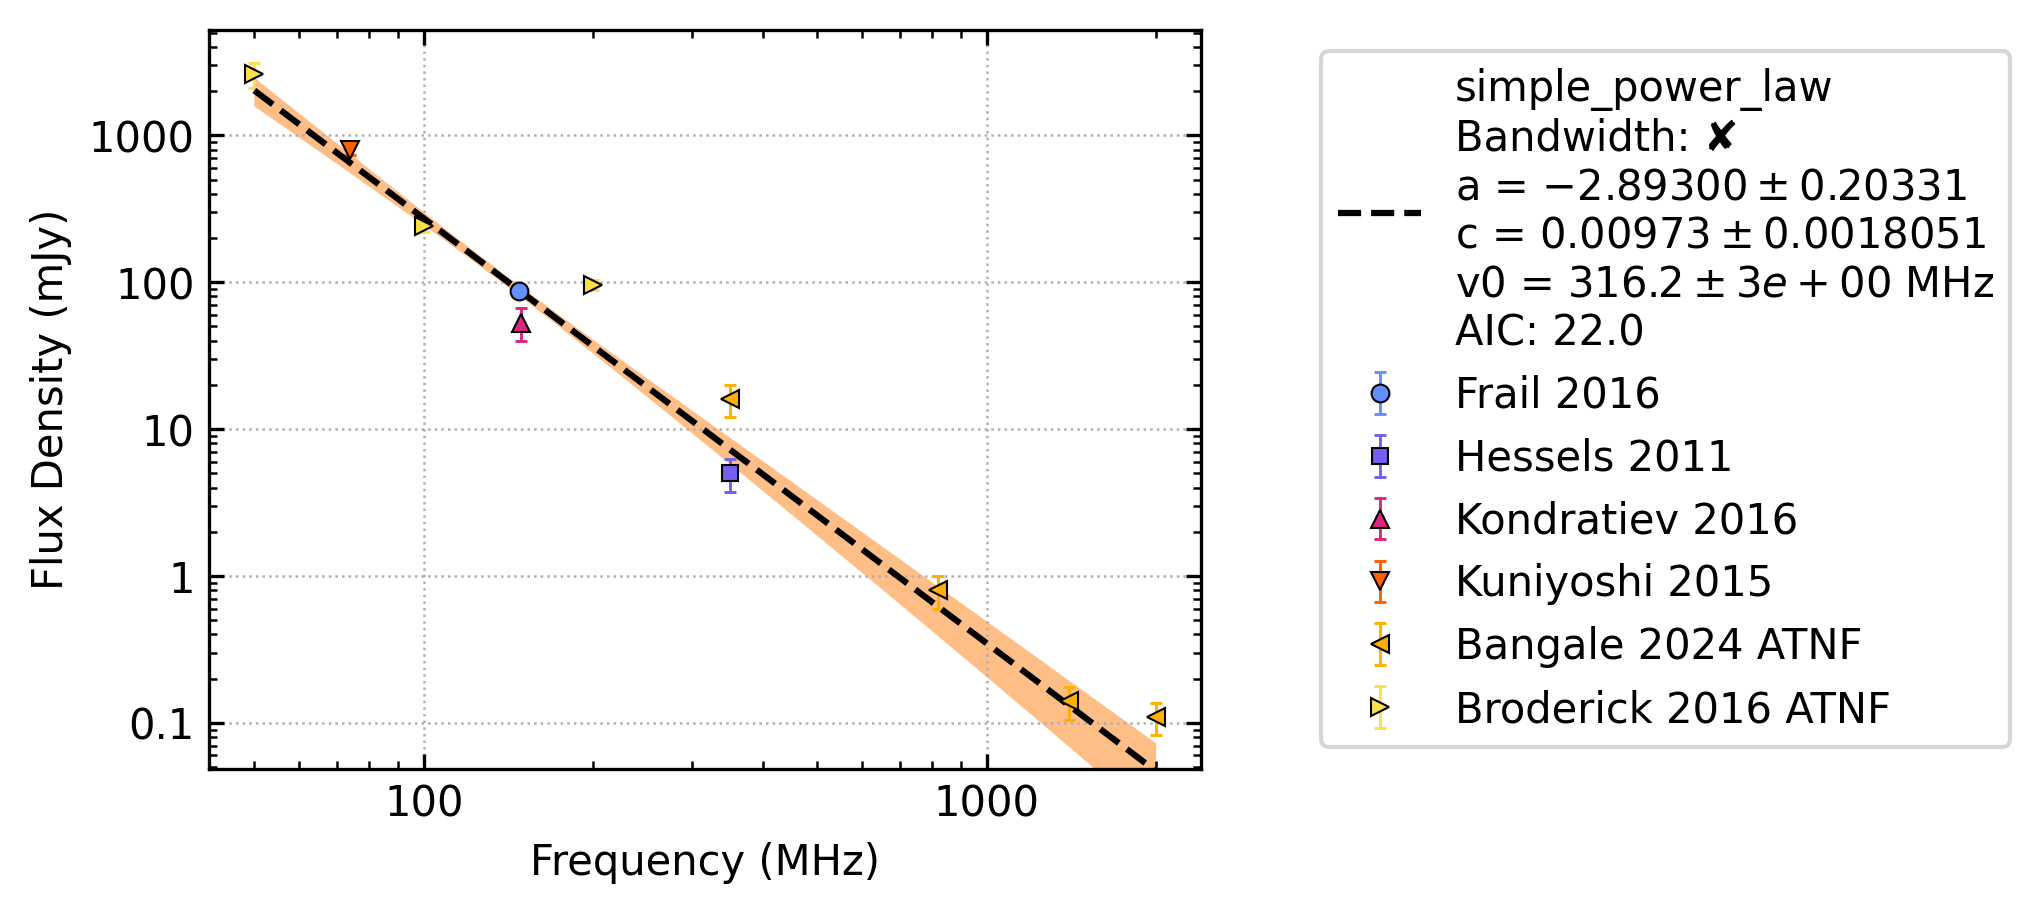 1000
100
10
1
0.1
Flux Density (mJy)
100
1000
Frequency (MHz)
simple_power_law
Bandwidth: ✘
a = −2.89300 ± 0.20331
c = 0.00973 ± 0.0018051
v0 = 316.2 ± 3e + 00 MHz
AIC: 22.0
Frail 2016
Hessels 2011
Kondratiev 2016
Kuniyoshi 2015
Bangale 2024 ATNF
Broderick 2016 ATNF